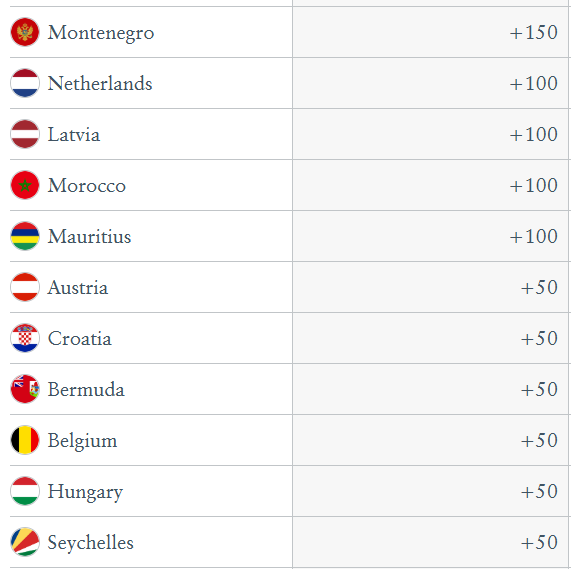 Montenegro +150
Netherlands +100
Latvia +100
Morocco +100
Mauritius +100
Austria +50
Croatia +50
Bermuda +50
Belgium +50
Hungary +50
Seychelles +50